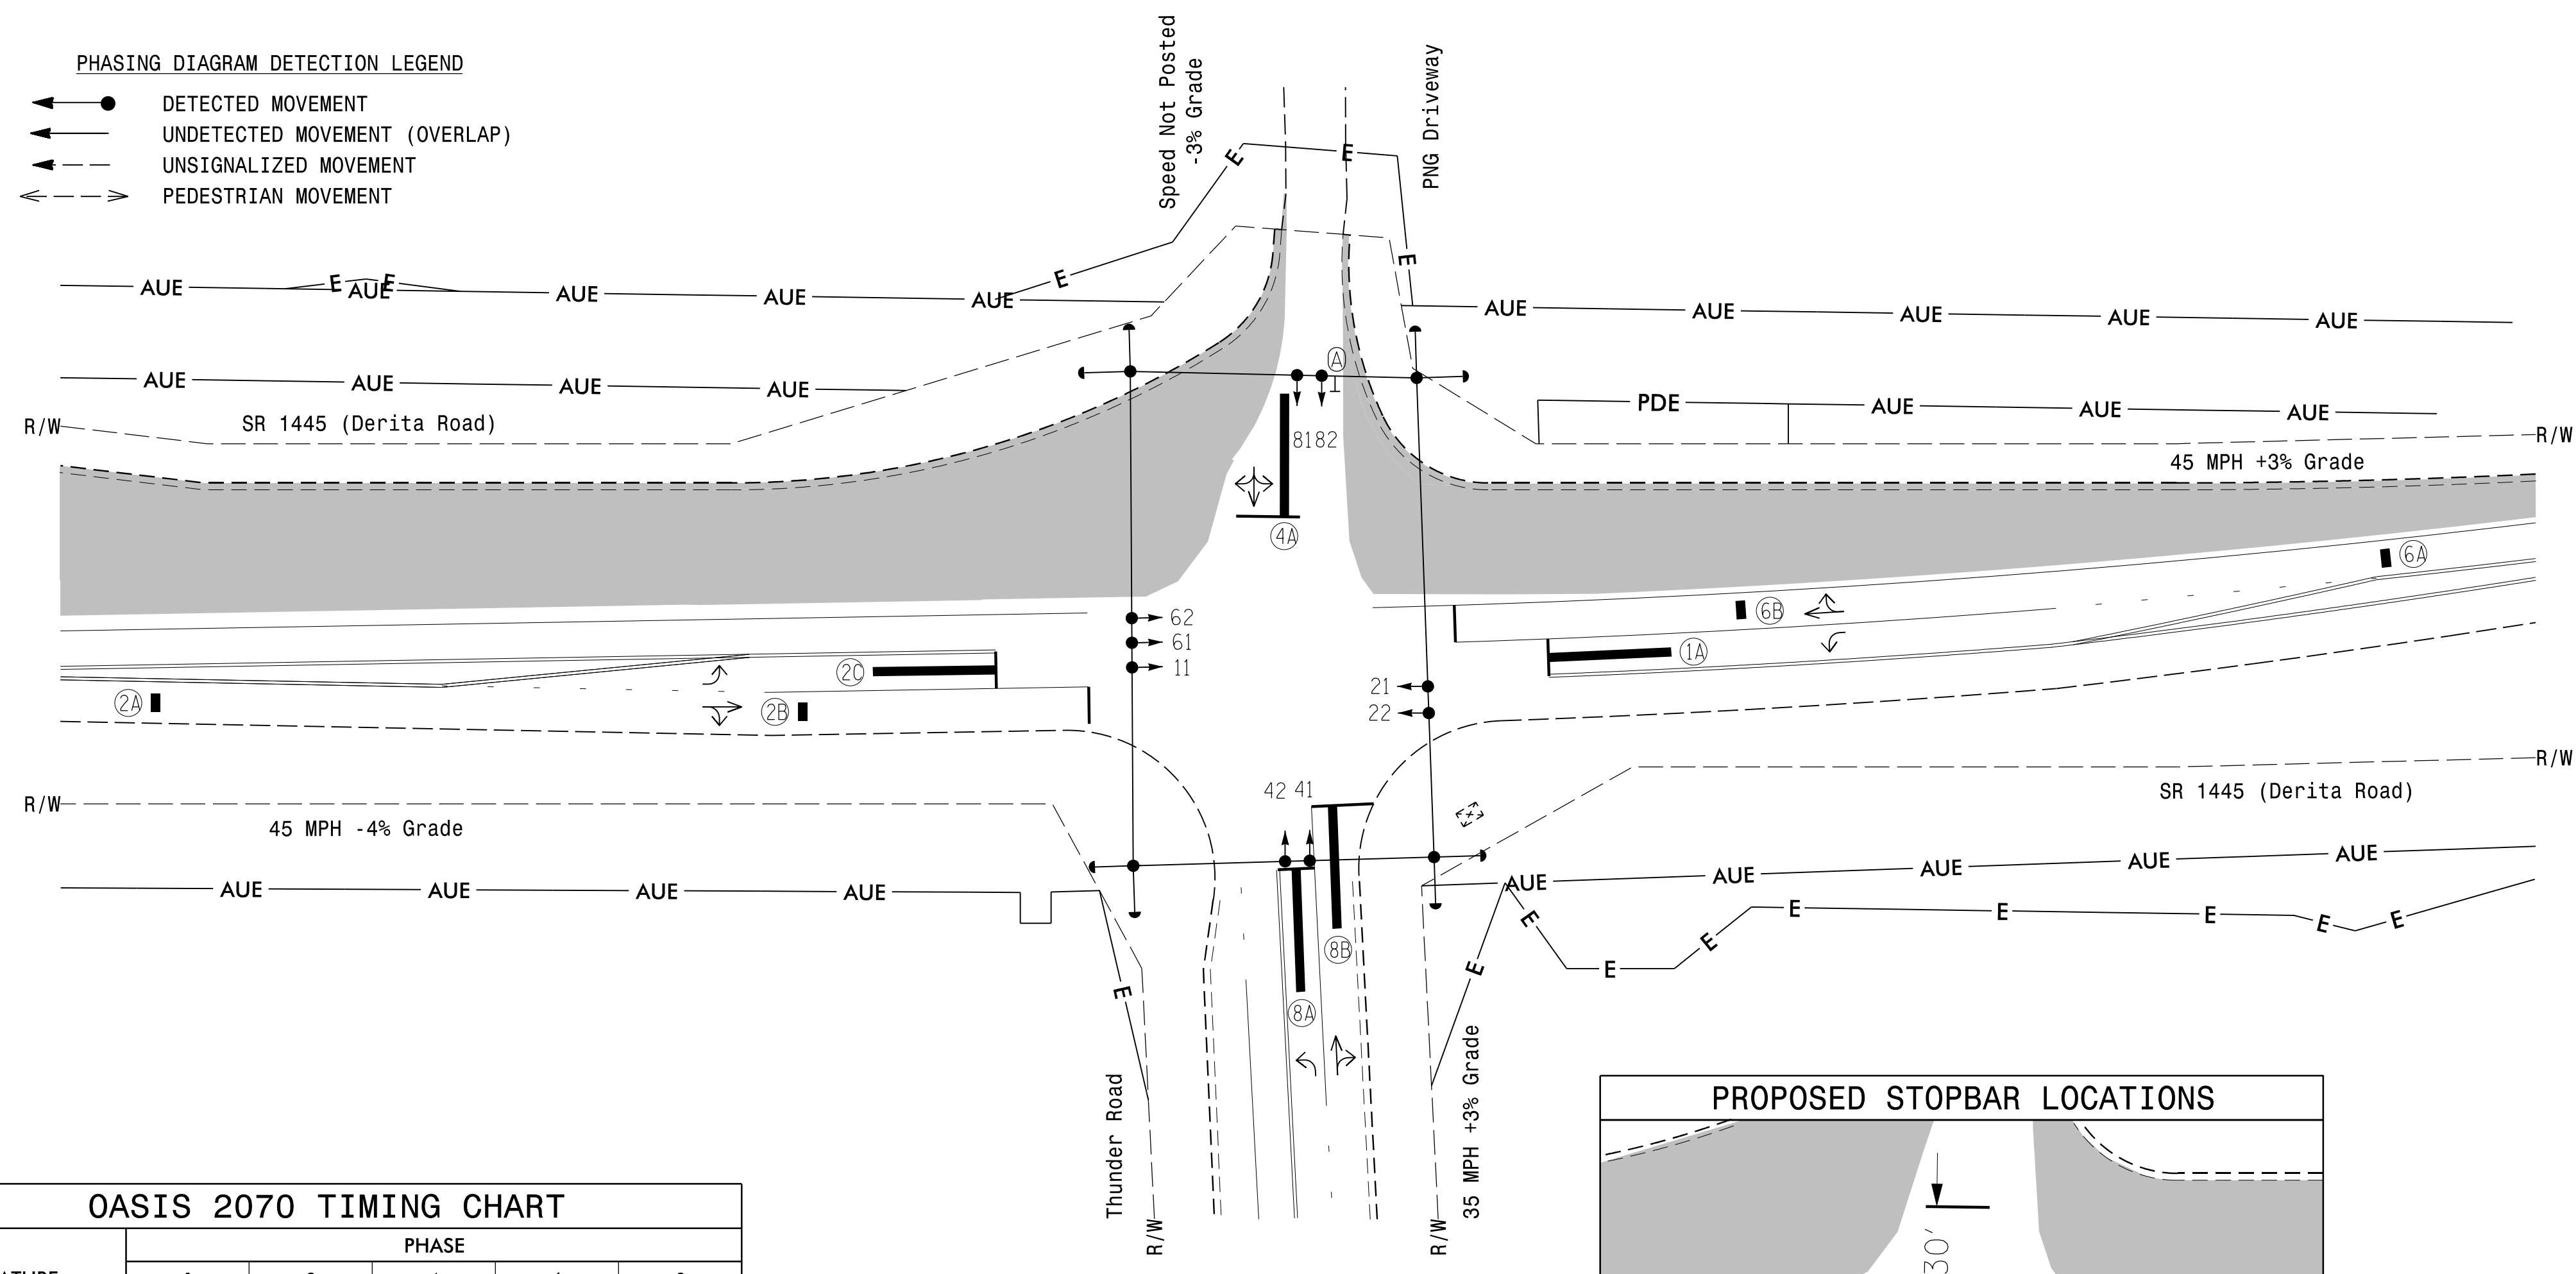 PHASING DIAGRAM DETECTION LEGEND
DETECTED MOVEMENT
UNDETECTED MOVEMENT (OVERLAP)
UNSIGNALIZED MOVEMENT
PEDESTRIAN MOVEMENT
Speed Not Posted
-3% Grade
PNG Driveway
E
E
E
E
E E
AUE AUE AUE AUE AUE
AUE AUE AUE AUE AUE
AUE AUE AUE AUE
PDE AUE AUE AUE
A
R/W
SR 1445 (Derita Road)
R/W
45 MPH +3% Grade
8182
4A
6A
6B
62
61
11
1A
2C
2A
2B
21
22
R/W
45 MPH -4% Grade
R/W
SR 1445 (Derita Road)
42 41
AUE AUE AUE AUE
AUE AUE AUE AUE AUE
E E E E E E E
E
E
8B
8A
Thunder Road
R/W
R/W
35 MPH +3% Grade
PROPOSED STOPBAR LOCATIONS
30'
OASIS 2070 TIMING CHART
PHASE